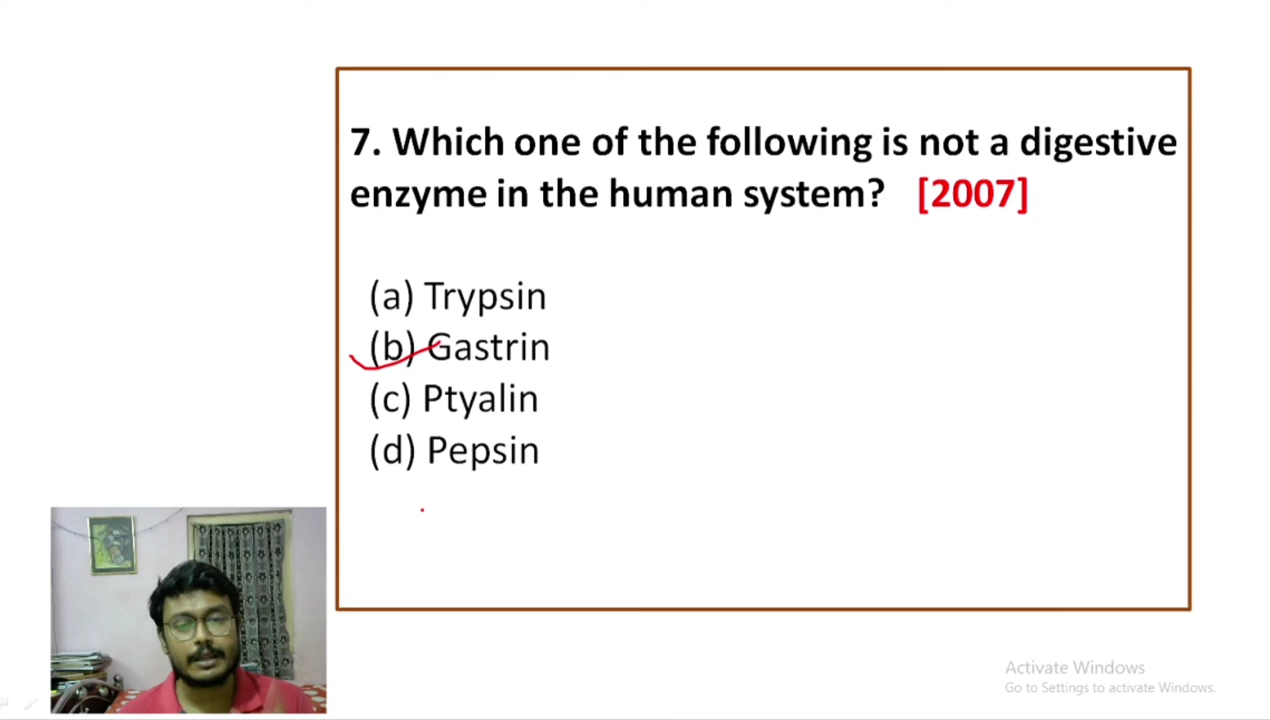 7. Which one of the following is not a digestive
enzyme in the human system? [2007]
(a) Trypsin
(b) Gastrin
(c) Ptyalin
(d) Pepsin
Activate Windows
Go to Settings to activate Windows.